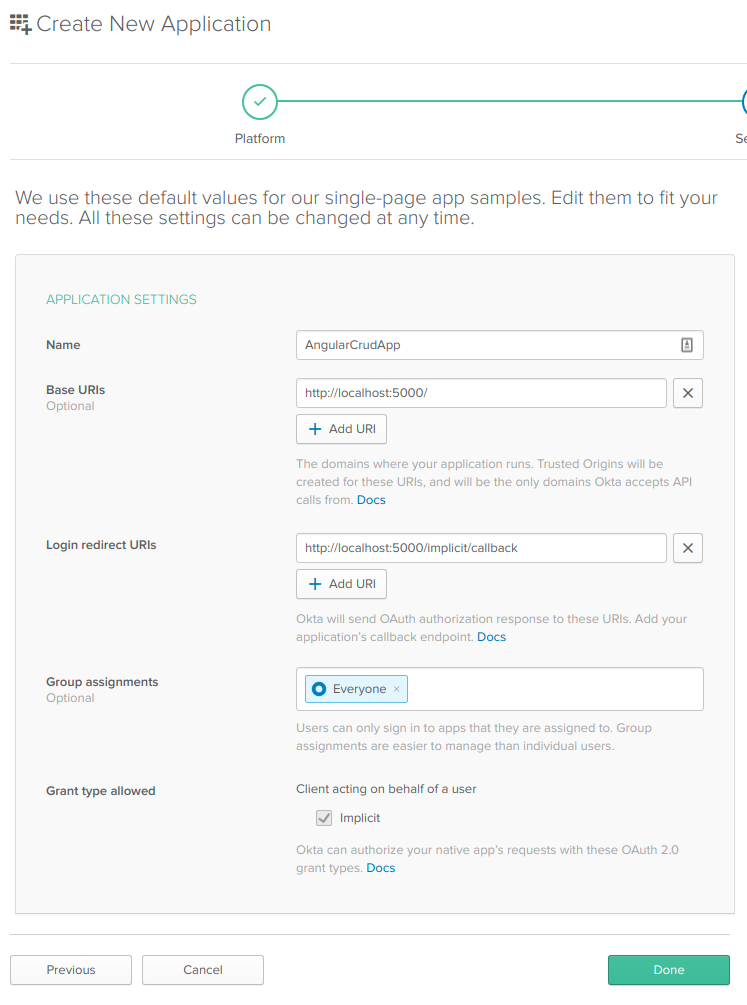 Create New Application
Platform
Se
We use these default values for our single-page app samples. Edit them to fit your
needs. All these settings can be changed at any time.
APPLICATION SETTINGS
Name
AngularCrudApp
Base URIs
Optional
http://localhost:5000/
+ Add URI
The domains where your application runs. Trusted Origins will be
created for these URIs, and will be the only domains Okta accepts API
calls from. Docs
Login redirect URIs
http://localhost:5000/implicit/callback
+ Add URI
Okta will send OAuth authorization response to these URIs. Add your
application's callback endpoint. Docs
Group assignments
Optional
Everyone ×
Users can only sign in to apps that they are assigned to. Group
assignments are easier to manage than individual users.
Grant type allowed
Client acting on behalf of a user
Implicit
Okta can authorize your native app's requests with these OAuth 2.0
grant types. Docs
Previous
Cancel
Done